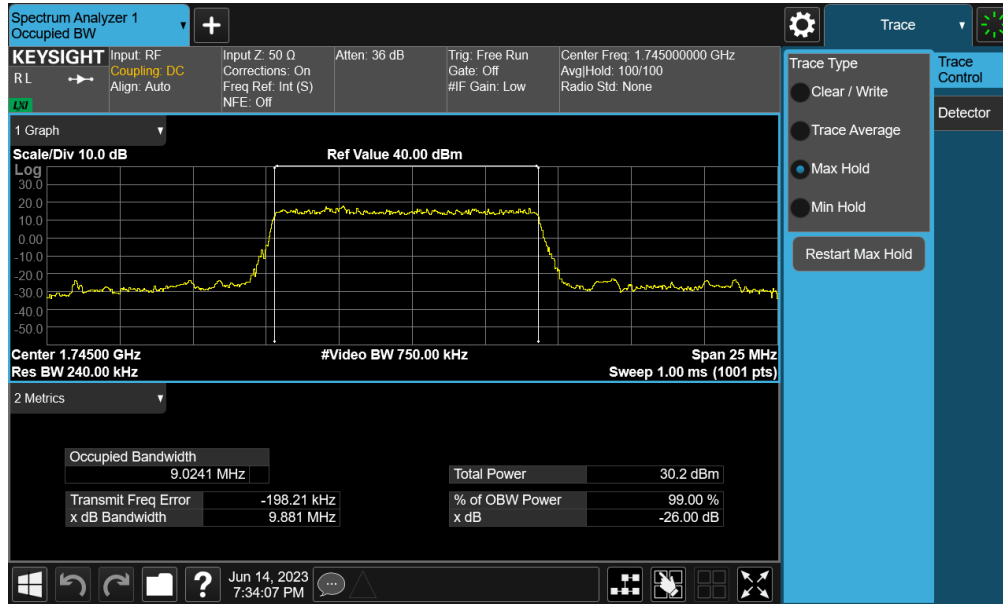 Spectrum Analyzer 1
Occupied BW
Trace
KEYSIGHT
R L
LXI
Input: RF
Coupling: DC
Align: Auto
Input Z: 50 Ω
Corrections: On
Freq Ref: Int (S)
NFE: Off
Atten: 36 dB
Trig: Free Run
Gate: Off
#IF Gain: Low
Center Freq: 1.745000000 GHz
Avg|Hold: 100/100
Radio Std: None
Trace Type
Clear / Write
Trace Average
Max Hold
Min Hold
Restart Max Hold
Trace
Control
Detector
1 Graph
Scale/Div 10.0 dB
Ref Value 40.00 dBm
Log
30.0
20.0
10.0
0.00
-10.0
-20.0
-30.0
-40.0
-50.0
Center 1.74500 GHz
#Video BW 750.00 kHz
Span 25 MHz
Res BW 240.00 kHz
Sweep 1.00 ms (1001 pts)
2 Metrics
Occupied Bandwidth
9.0241 MHz
Total Power 30.2 dBm
Transmit Freq Error -198.21 kHz
% of OBW Power 99.00 %
x dB Bandwidth 9.881 MHz
x dB -26.00 dB
?
Jun 14, 2023
7:34:07 PM